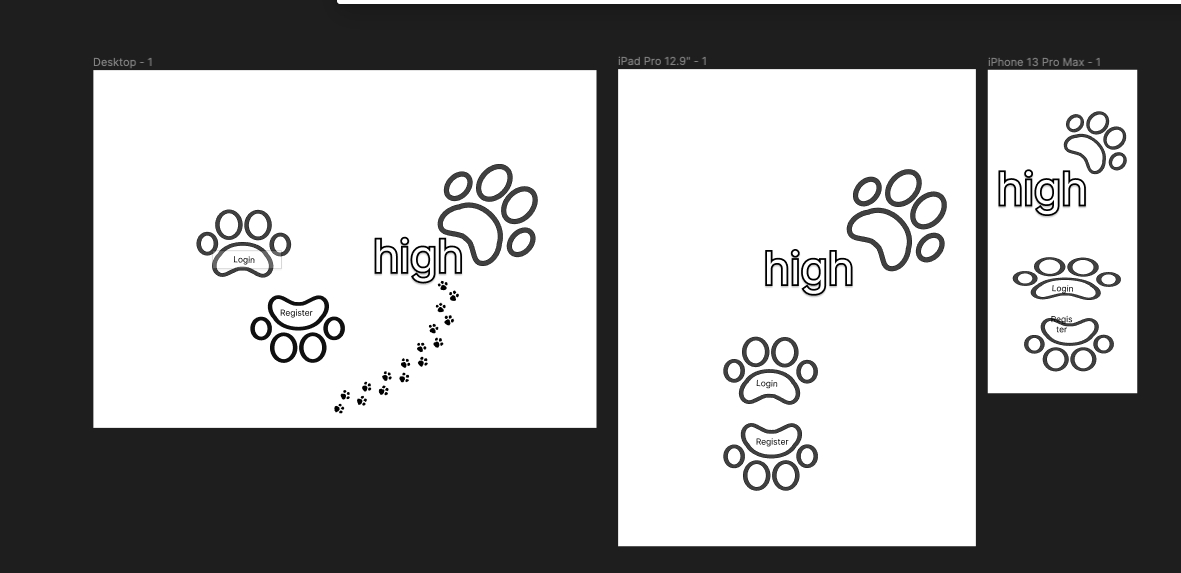 Desktop - 1
high
Login
Register
iPad Pro 12.9" - 1
high
Login
Register
iPhone 13 Pro Max - 1
high
Login
Regis
ter